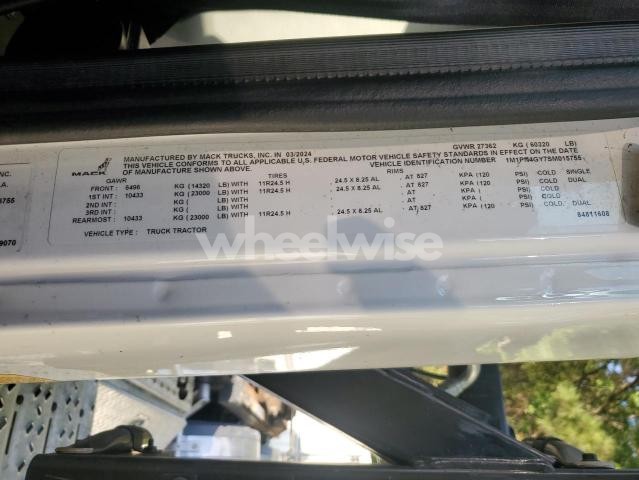 INC.
.A.
5755
9070
MACK
MANUFACTURED BY MACK TRUCKS, INC. IN 03/2024 GVWR 27362 KG ( 60320 LB)
THIS VEHICLE CONFORMS TO ALL APPLICABLE U.S. FEDERAL MOTOR VEHICLE SAFETY STANDARDS IN EFFECT ON THE DATE
OF MANUFACTURE SHOWN ABOVE. VEHICLE IDENTIFICATION NUMBER
GAWR TIRES RIMS
FRONT : 6496 KG ( 14320 LB) WITH 11R24.5 H : 24.5 X 8.25 AL AT 827 KPA (120 PSI) COLD SINGLE
1ST INT : 10433 KG ( 23000 LB) WITH 11R24.5 H : 24.5 X 8.25 AL AT 827 KPA (120 PSI) COLD DUAL
2ND INT : KG ( LB) WITH : AT KPA ( PSI) COLD.
3RD INT : KG ( LB) WITH : AT KPA ( PSI) COLD.
REARMOST : 10433 KG ( 23000 LB) WITH 11R24.5 H : 24.5 X 8.25 AL AT 827 KPA (120 PSI) COLD. DUAL
VEHICLE TYPE : TRUCK TRACTOR 84811608
wheelwise